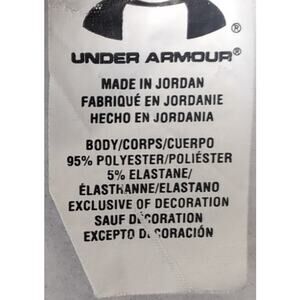 UNDER ARMOUR®
MADE IN JORDAN
FABRIQUÉ EN JORDANIE
HECHO EN JORDANIA
BODY/CORPS/CUERPO
95% POLYESTER/POLIÉSTER
5% ELASTANE/
ÉLASTHANNE/ELASTANO
EXCLUSIVE OF DECORATION
SAUF DÉCORATION
EXCEPTO DECORACIÓN